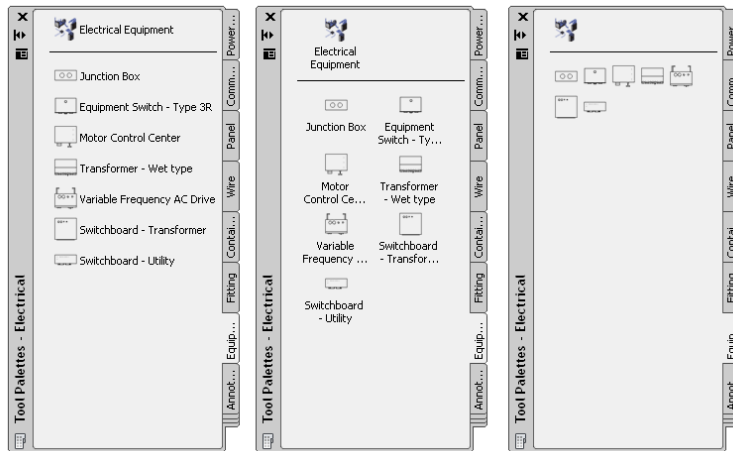 Electrical Equipment
Junction Box
Equipment Switch - Type 3R
Motor Control Center
Transformer - Wet type
Variable Frequency AC Drive
Switchboard - Transformer
Switchboard - Utility
Power...
Comm...
Panel
Wire
Contai...
Fitting
Equip...
Annot...
Tool Palettes - Electrical
Electrical
Equipment
Junction Box
Equipment
Switch - Ty...
Motor
Control Ce...
Transformer
- Wet type
Variable
Frequency ...
Switchboard
- Transfor...
Switchboard
- Utility
Power...
Comm...
Panel
Wire
Contai...
Fitting
Equip...
Annot...
Tool Palettes - Electrical
Power
Comm
Panel
Wire
Contai
Fitting
Equip
Annot
Tool Palettes - Electrical